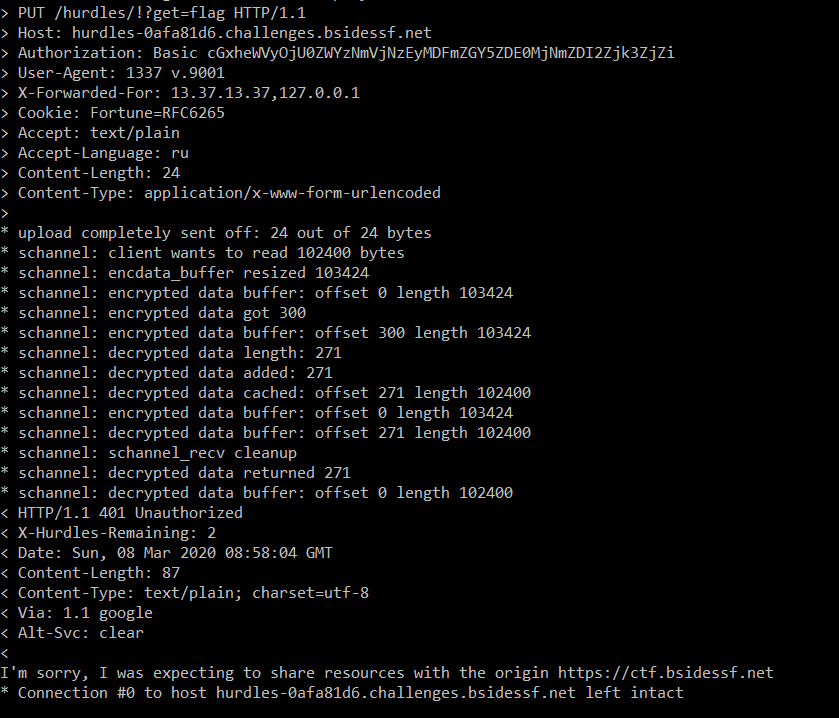 > PUT /hurdles/!?get=flag HTTP/1.1
> Host: hurdles-0afa81d6.challenges.bsidessf.net
> Authorization: Basic cGxheWVyOjU0ZWYzNmVjNzEyMDFmZGY5ZDE0MjNmZDI2Zjk3ZjZi
> User-Agent: 1337 v.9001
> X-Forwarded-For: 13.37.13.37,127.0.0.1
> Cookie: Fortune=RFC6265
> Accept: text/plain
> Accept-Language: ru
> Content-Length: 24
> Content-Type: application/x-www-form-urlencoded
>
* upload completely sent off: 24 out of 24 bytes
* schannel: client wants to read 102400 bytes
* schannel: encdata_buffer resized 103424
* schannel: encrypted data buffer: offset 0 length 103424
* schannel: encrypted data got 300
* schannel: encrypted data buffer: offset 300 length 103424
* schannel: decrypted data length: 271
* schannel: decrypted data added: 271
* schannel: decrypted data cached: offset 271 length 102400
* schannel: encrypted data buffer: offset 0 length 103424
* schannel: decrypted data buffer: offset 271 length 102400
* schannel: schannel_recv cleanup
* schannel: decrypted data returned 271
* schannel: decrypted data buffer: offset 0 length 102400
< HTTP/1.1 401 Unauthorized
< X-Hurdles-Remaining: 2
< Date: Sun, 08 Mar 2020 08:58:04 GMT
< Content-Length: 87
< Content-Type: text/plain; charset=utf-8
< Via: 1.1 google
< Alt-Svc: clear
<
I'm sorry, I was expecting to share resources with the origin https://ctf.bsidessf.net
* Connection #0 to host hurdles-0afa81d6.challenges.bsidessf.net left intact